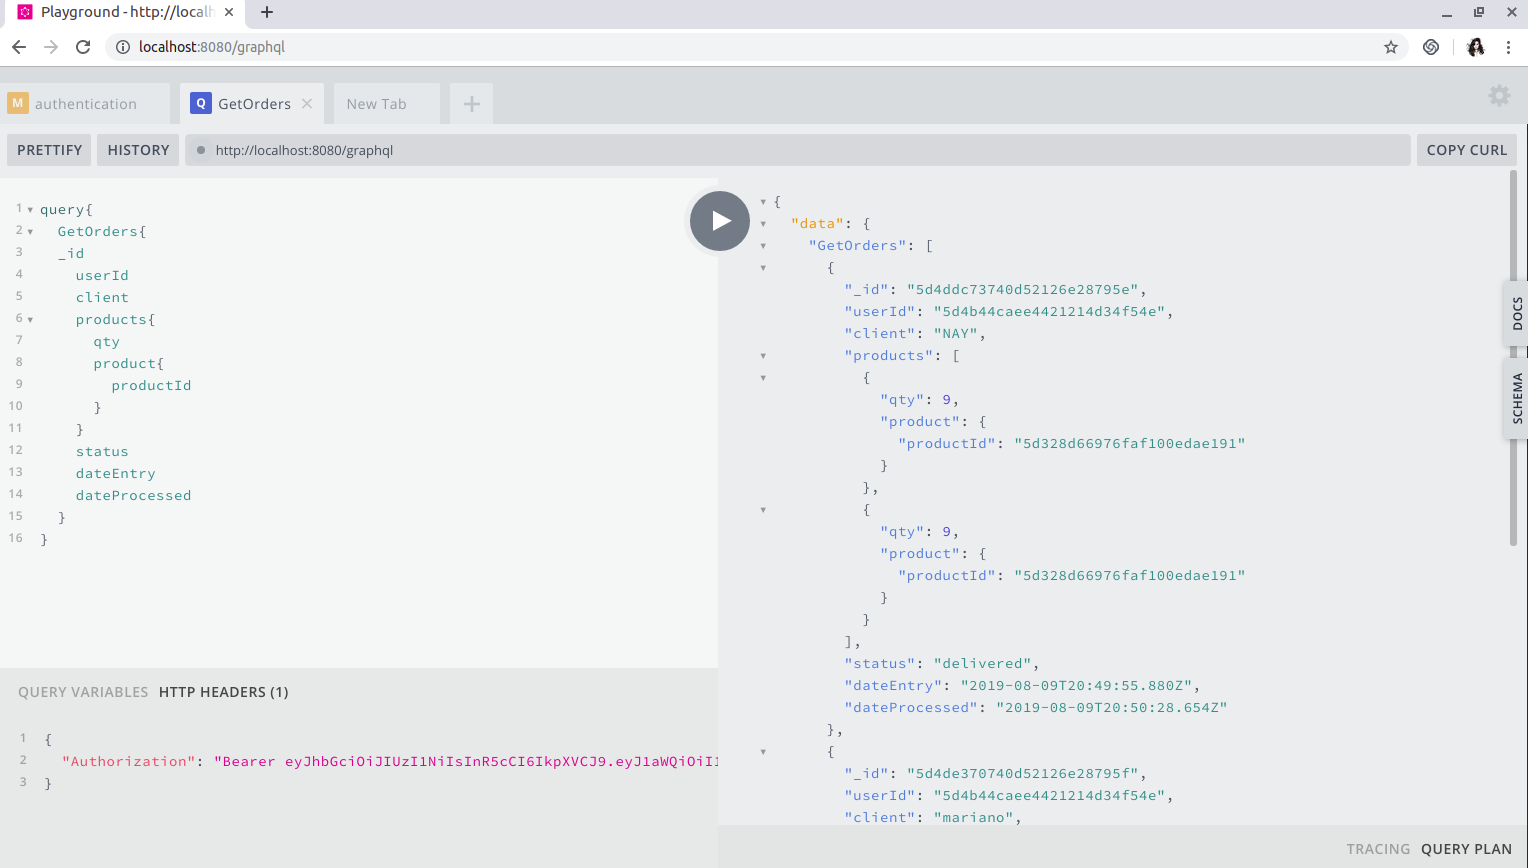 Playground - http://local
localhost:8080/graphql
M authentication
Q GetOrders
New Tab
PRETTIFY
HISTORY
http://localhost:8080/graphql
COPY CURL
1 query{
2 GetOrders{
3 _id
4 userId
5 client
6 products{
7 qty
8 product{
9 productId
10 }
11 }
12 status
13 dateEntry
14 dateProcessed
15 }
16 }
QUERY VARIABLES HTTP HEADERS (1)
1 {
2 "Authorization": "Bearer eyJhbGciOiJIUzI1NiIsInR5cCI6IkpXVCJ9.eyJ1aWQiOiI1
3 }
{
"data": {
"GetOrders": [
{
"_id": "5d4ddc73740d52126e28795e",
"userId": "5d4b44caee4421214d34f54e",
"client": "NAY",
"products": [
{
"qty": 9,
"product": {
"productId": "5d328d66976faf100edae191"
}
},
{
"qty": 9,
"product": {
"productId": "5d328d66976faf100edae191"
}
}
],
"status": "delivered",
"dateEntry": "2019-08-09T20:49:55.880Z",
"dateProcessed": "2019-08-09T20:50:28.654Z"
},
{
"_id": "5d4de370740d52126e28795f",
"userId": "5d4b44caee4421214d34f54e",
"client": "mariano",
DOCS
SCHEMA
TRACING QUERY PLAN